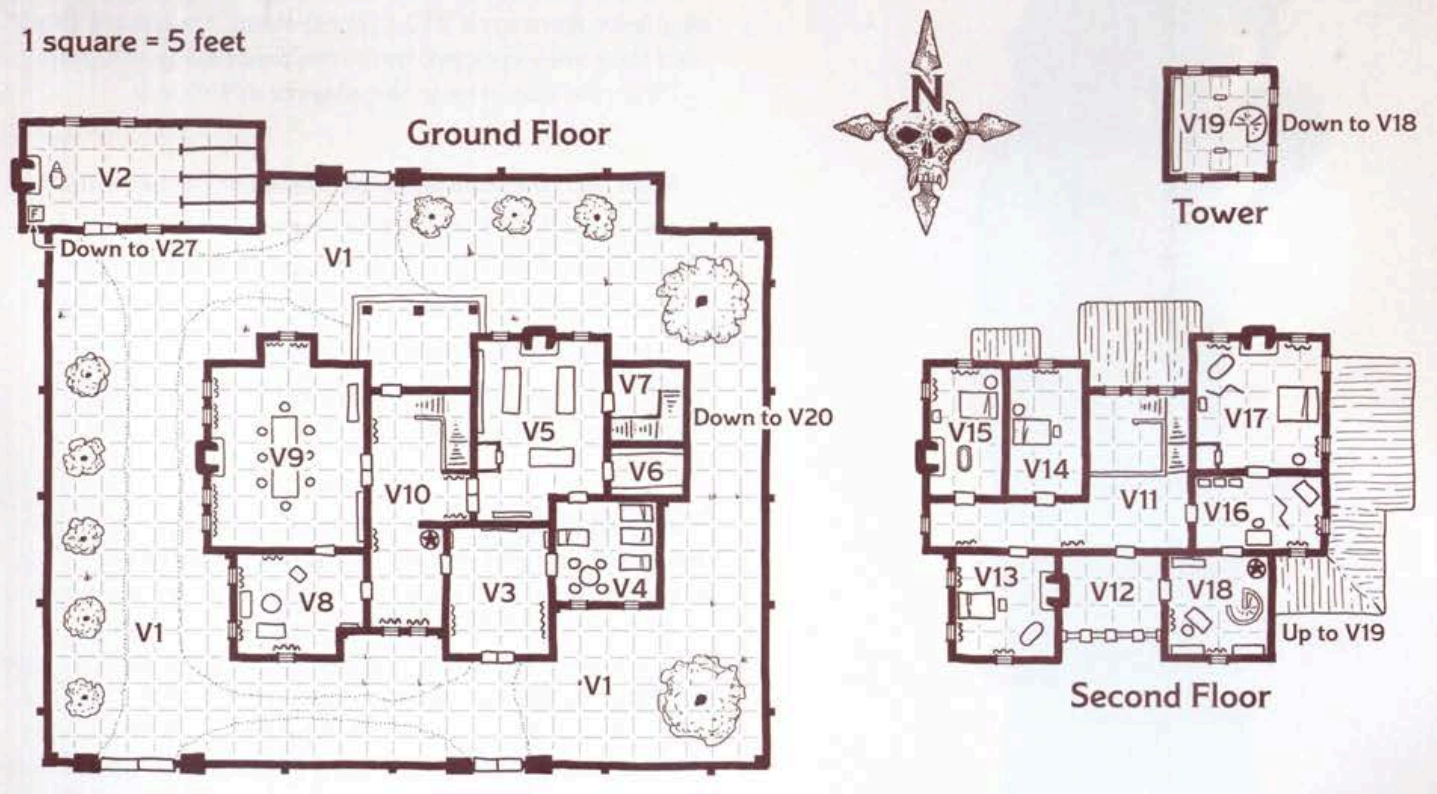 1 square = 5 feet
Ground Floor
N
V19
Down to V18
Tower
V2
F
Down to V27
V1
V7
Down to V20
V5
V9
V6
V10
V4
V3
V8
V1
V1
V17
V15
V14
V11
V16
V13
V12
V18
Up to V19
Second Floor